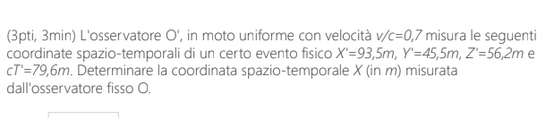 (3pti, 3min) L'osservatore O', in moto uniforme con velocità v/c=0,7 misura le seguenti
coordinate spazio-temporali di un certo evento fisico X'=93,5m, Y'=45,5m, Z'=56,2m e
cT'=79,6m. Determinare la coordinata spazio-temporale X (in m) misurata
dall'osservatore fisso O.